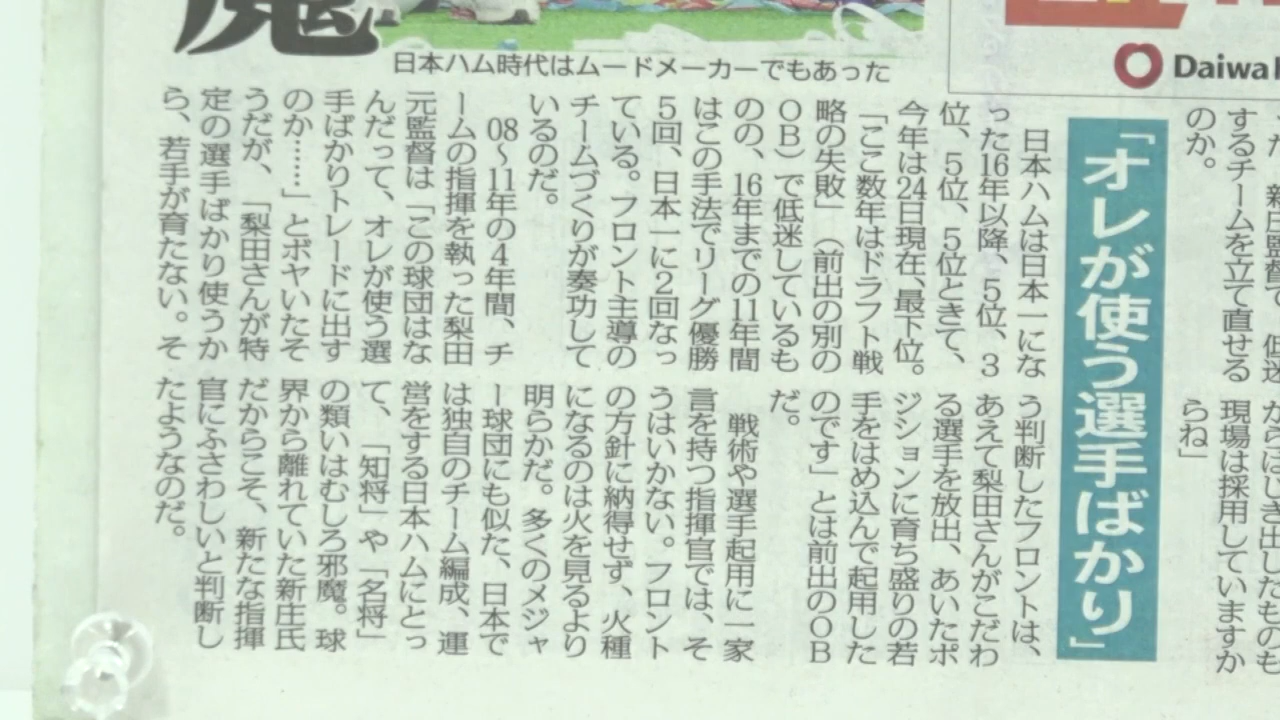 魔
日本ハム時代はムードメーカーでもあった
Daiwa
するチームを立て直せる
のか。
現場は採用していますか
らね」
「オレが使う選手ばかり」
日本ハムは日本一にな
った16年以降、5位、3
位、5位、5位ときて、
今年は24日現在、最下位。
「ここ数年はドラフト戦
略の失敗」（前出の別の
OB）で低迷しているも
のの、16年までの11年間
はこの手法でリーグ優勝
5回、日本一に2回なっ
ている。フロント主導の
チームづくりが奏功して
いるのだ。
08〜11年の4年間、チ
ームの指揮を執った梨田
元監督は「この球団はな
んだって、オレが使う選
手ばかりトレードに出す
のか……」とボヤいたそ
うだが、「梨田さんが特
定の選手ばかり使うか
ら、若手が育たない。そ
う判断したフロントは、
あえて梨田さんがこだわ
る選手を放出、あいたポ
ジションに育ち盛りの若
手をはめ込んで起用した
のです」とは前出のOB
だ。
戦術や選手起用に一家
言を持つ指揮官では、そ
うはいかない。フロント
の方針に納得せず、火種
になるのは火を見るより
明らかだ。多くのメジャ
ー球団にも似た、日本で
は独自のチーム編成、運
営をする日本ハムにとっ
て、「知将」や「名将」
の類いはむしろ邪魔。球
界から離れていた新庄氏
だからこそ、新たな指揮
官にふさわしいと判断し
たようなのだ。